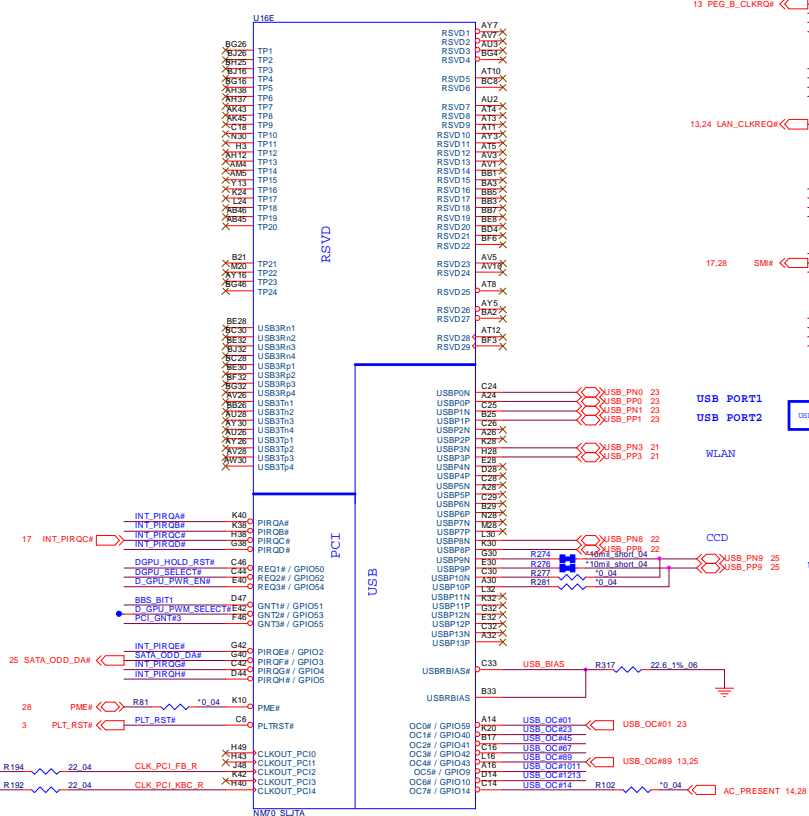 13 PEG_B_CLKRQ#
U16E
BG26 TP1
BJ26 TP2
BH25 TP3
BJ16 TP4
BG16 TP5
AH38 TP6
AH37 TP7
AK43 TP8
AK45 TP9
C18 TP10
N30 TP11
H3 TP12
AH12 TP13
AM4 TP14
AM5 TP15
Y13 TP16
K24 TP17
L24 TP18
AB46 TP19
AB45 TP20
B21 TP21
M20 TP22
AY16 TP23
BG46 TP24
RSVD
RSVD1 AY7
RSVD2 AV7
RSVD3 AU3
RSVD4 BG4
RSVD5 AT10
RSVD6 BC8
RSVD7 AU2
RSVD8 AT4
RSVD9 AT3
RSVD10 AT1
RSVD11 AY3
RSVD12 AT5
RSVD13 AV3
RSVD14 AV1
RSVD15 BB1
RSVD16 BA3
RSVD17 BB5
RSVD18 BB3
RSVD19 BB7
RSVD20 BE8
RSVD21 BD4
RSVD22 BF6
RSVD23 AV5
RSVD24 AV10
RSVD25 AT8
RSVD26 AY5
RSVD27 BA2
RSVD28 AT12
RSVD29 BF3
13,24 LAN_CLKREQ#
17,28 SMI#
BE28 USB3Rn1
BC30 USB3Rn2
BE32 USB3Rn3
BJ32 USB3Rn4
BC28 USB3Rp1
BE30 USB3Rp2
BF32 USB3Rp3
BG32 USB3Rp4
AV26 USB3Tn1
BB26 USB3Tn2
AU28 USB3Tn3
AY30 USB3Tn4
AU26 USB3Tp1
AY26 USB3Tp2
AV28 USB3Tp3
AW30 USB3Tp4
USBP0N C24 USB_PN0 23
USBP0P A24 USB_PP0 23
USBP1N C25 USB_PN1 23
USBP1P B25 USB_PP1 23
USBP2N C26
USBP2P A26
USBP3N K28 USB_PN3 21
USBP3P H28 USB_PP3 21
USBP4N E28
USBP4P D28
USBP5N C28
USBP5P A28
USBP6N C29
USBP6P B29
USBP7N N28
USBP7P M28
USBP8N L30 USB_PN8 22
USBP8P K30 USB_PP8 22
USBP9N G30 R274 *10mil_short_04 USB_PN9 25
USBP9P E30 R276 *10mil_short_04 USB_PP9 25
USBP10N C30 R277 *0_04
USBP10P A30 R281 *0_04
USBP11N L32
USBP11P K32
USBP12N G32
USBP12P E32
USBP13N C32
USBP13P A32
USB PORT1
USB PORT2
WLAN
CCD
PCI
USB
INT_PIRQA# K40 PIRQA#
INT_PIRQB# K38 PIRQB#
17 INT_PIRQC# INT_PIRQC# H38 PIRQC#
INT_PIRQD# G38 PIRQD#
DGPU_HOLD_RST# C46 REQ1# / GPIO50
DGPU_SELECT# C44 REQ2# / GPIO52
D_GPU_PWR_EN# E40 REQ3# / GPIO54
BBS_BIT1 D47 GNT1# / GPIO51
D_GPU_PWM_SELECT# E42 GNT2# / GPIO53
PCI_GNT#3 F46 GNT3# / GPIO55
INT_PIRQE# G42 PIRQE# / GPIO2
25 SATA_ODD_DA# SATA_ODD_DA# G40 PIRQF# / GPIO3
INT_PIRQG# C42 PIRQG# / GPIO4
INT_PIRQH# D44 PIRQH# / GPIO5
28 PME# R81 *0_04 K10 PME#
3 PLT_RST# PLT_RST# C6 PLTRST#
H49 CLKOUT_PCI0
H43 CLKOUT_PCI1
R194 22_04 CLK_PCI_FB_R J48 CLKOUT_PCI2
K42 CLKOUT_PCI3
R192 22_04 CLK_PCI_KBC_R H40 CLKOUT_PCI4
USBRBIAS# C33 USB_BIAS R317 22.6_1%_06
USBRBIAS B33
OC0# / GPIO59 A14 USB_OC#01 USB_OC#01 23
OC1# / GPIO40 K20 USB_OC#23
OC2# / GPIO41 B17 USB_OC#45
OC3# / GPIO42 C16 USB_OC#67
OC4# / GPIO43 L16 USB_OC#89 USB_OC#89 13,25
OC5# / GPIO9 A16 USB_OC#1011
OC6# / GPIO10 D14 USB_OC#1213
OC7# / GPIO14 C14 USB_OC#14 R102 *0_04 AC_PRESENT 14,28
NM70 SLJTA